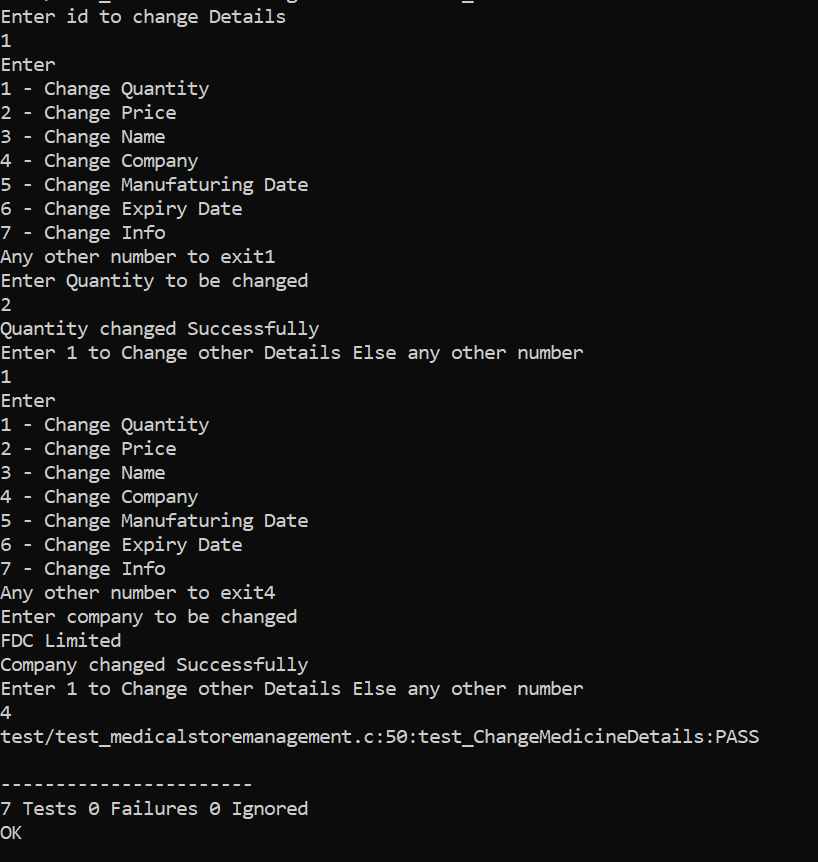 Enter id to change Details
1
Enter
1 - Change Quantity
2 - Change Price
3 - Change Name
4 - Change Company
5 - Change Manufaturing Date
6 - Change Expiry Date
7 - Change Info
Any other number to exit1
Enter Quantity to be changed
2
Quantity changed Successfully
Enter 1 to Change other Details Else any other number
1
Enter
1 - Change Quantity
2 - Change Price
3 - Change Name
4 - Change Company
5 - Change Manufaturing Date
6 - Change Expiry Date
7 - Change Info
Any other number to exit4
Enter company to be changed
FDC Limited
Company changed Successfully
Enter 1 to Change other Details Else any other number
4
test/test_medicalstoremanagement.c:50:test_ChangeMedicineDetails:PASS
-----------------------
7 Tests 0 Failures 0 Ignored
OK